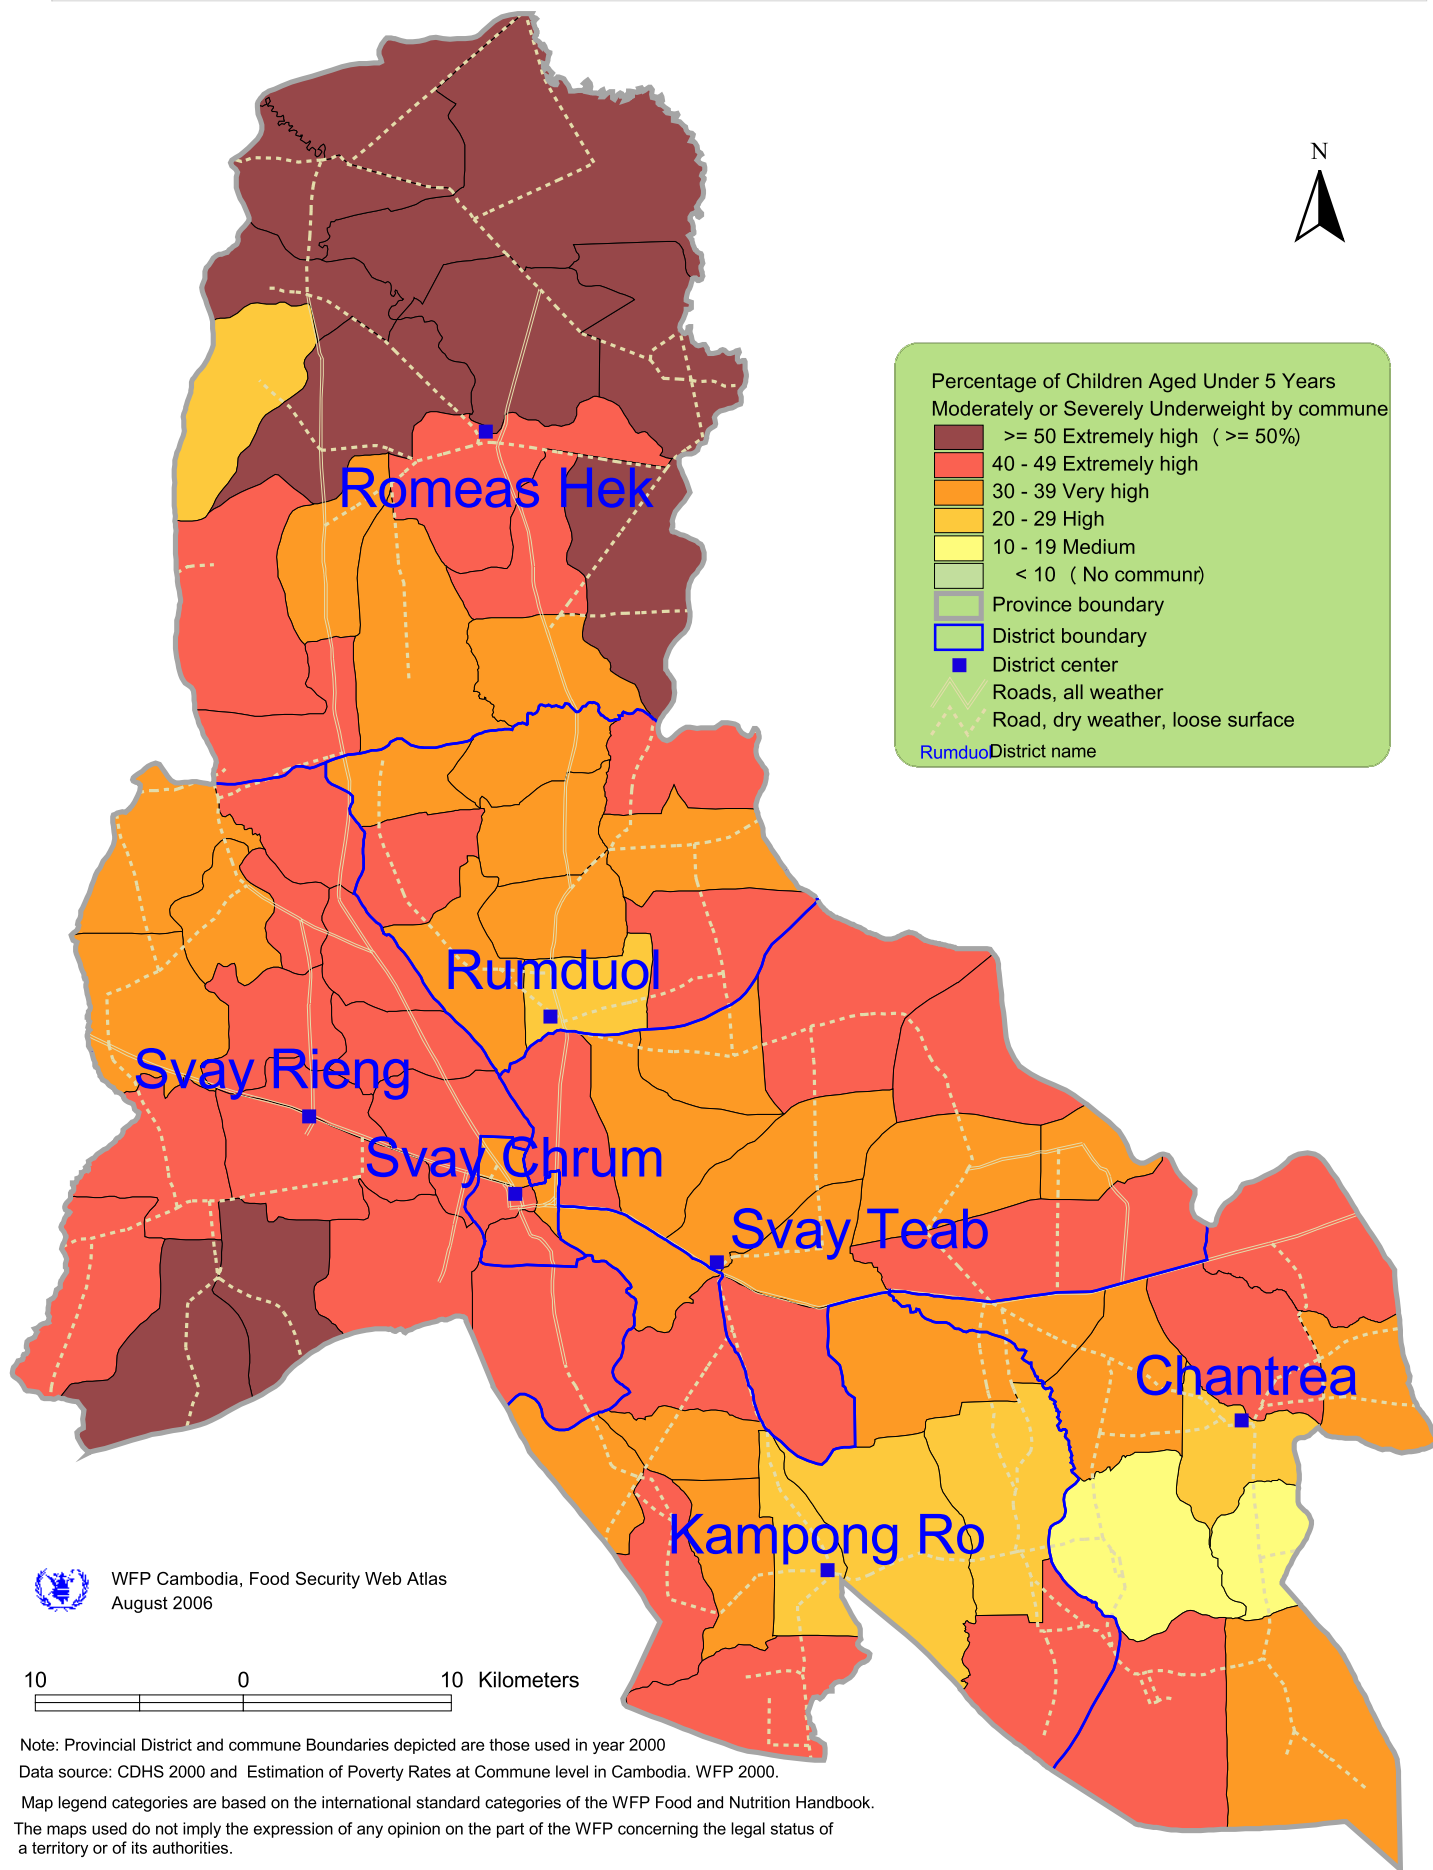 N
Percentage of Children Aged Under 5 Years
Moderately or Severely Underweight by commune
>= 50 Extremely high ( >= 50%)
40 - 49 Extremely high
30 - 39 Very high
20 - 29 High
10 - 19 Medium
< 10 ( No communr)
Province boundary
District boundary
District center
Roads, all weather
Road, dry weather, loose surface
Rumduol District name
Romeas Hek
Rumduol
Svay Rieng
Svay Chrum
Svay Teab
Chantrea
Kampong Ro
WFP Cambodia, Food Security Web Atlas
August 2006
10 0 10 Kilometers
Note: Provincial District and commune Boundaries depicted are those used in year 2000
Data source: CDHS 2000 and Estimation of Poverty Rates at Commune level in Cambodia. WFP 2000.
Map legend categories are based on the international standard categories of the WFP Food and Nutrition Handbook.
The maps used do not imply the expression of any opinion on the part of the WFP concerning the legal status of
a territory or of its authorities.